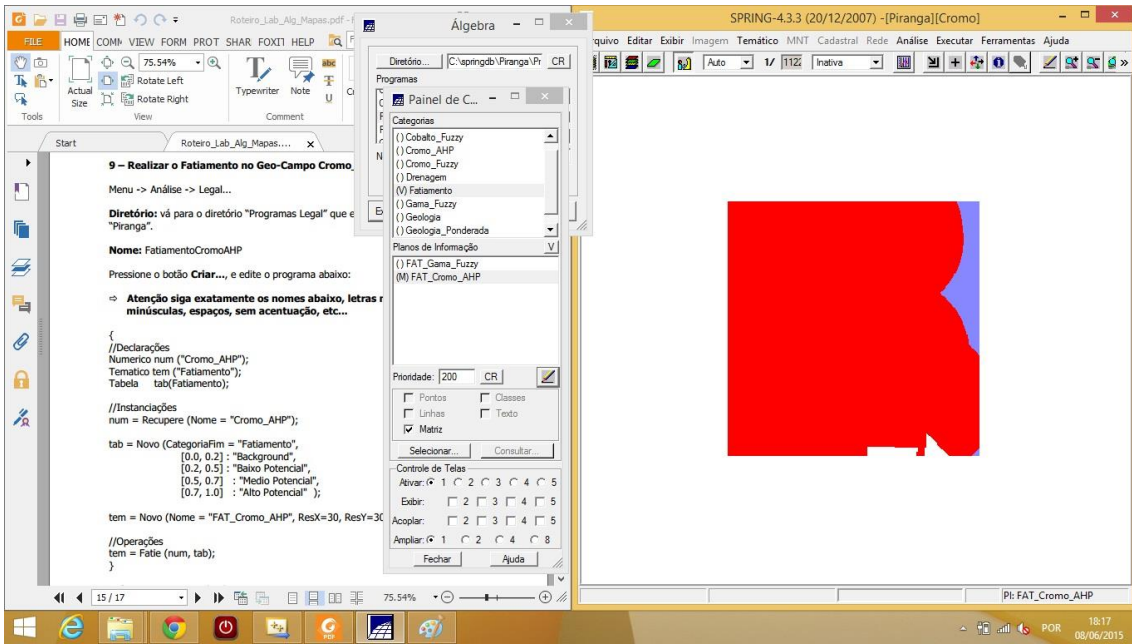 Roteiro_Lab_Alg_Mapas.pdf - F
FILE HOME COMM VIEW FORM PROT SHAR FOXIT HELP
Tools
Actual Size
75.54%
Rotate Left
Rotate Right
View
Typewriter
Note
Comment
Start
Roteiro_Lab_Alg_Mapas....
9 – Realizar o Fatiamento no Geo-Campo Cromo_
Menu -> Análise -> Legal...
Diretório: vá para o diretório "Programas Legal" que e
"Piranga".
Nome: FatiamentoCromoAHP
Pressione o botão Criar..., e edite o programa abaixo:
⇨ Atenção siga exatamente os nomes abaixo, letras m
minúsculas, espaços, sem acentuação, etc...
{
//Declarações
Numerico num ("Cromo_AHP");
Tematico tem ("Fatiamento");
Tabela tab(Fatiamento);
//Instanciações
num = Recupere (Nome = "Cromo_AHP");
tab = Novo (CategoriaFim = "Fatiamento",
[0.0, 0.2] : "Background",
[0.2, 0.5] : "Baixo Potencial",
[0.5, 0.7] : "Medio Potencial",
[0.7, 1.0] : "Alto Potencial" );
tem = Novo (Nome = "FAT_Cromo_AHP", ResX=30, ResY=30
//Operações
tem = Fatie (num, tab);
}
15 / 17
75.54%
Álgebra
Diretório... C:\springdb\Piranga\Pr CR
Programas
Painel de C...
Categorias
() Cobalto_Fuzzy
() Cromo_AHP
() Cromo_Fuzzy
() Drenagem
(V) Fatiamento
() Gama_Fuzzy
() Geologia
() Geologia_Ponderada
Planos de Informação V
() FAT_Gama_Fuzzy
(M) FAT_Cromo_AHP
Prioridade: 200 CR
Pontos Classes
Linhas Texto
Matriz
Selecionar... Consultar...
Controle de Telas
Ativar: 1 2 3 4 5
Exibir: 2 3 4 5
Acoplar: 2 3 4 5
Ampliar: 1 2 4 8
Fechar Ajuda
SPRING-4.3.3 (20/12/2007) -[Piranga][Cromo]
rquivo Editar Exibir Imagem Temático MNT Cadastral Rede Análise Executar Ferramentas Ajuda
Auto 1/ 1122 Inativa
PI: FAT_Cromo_AHP
POR
18:17
08/06/2015